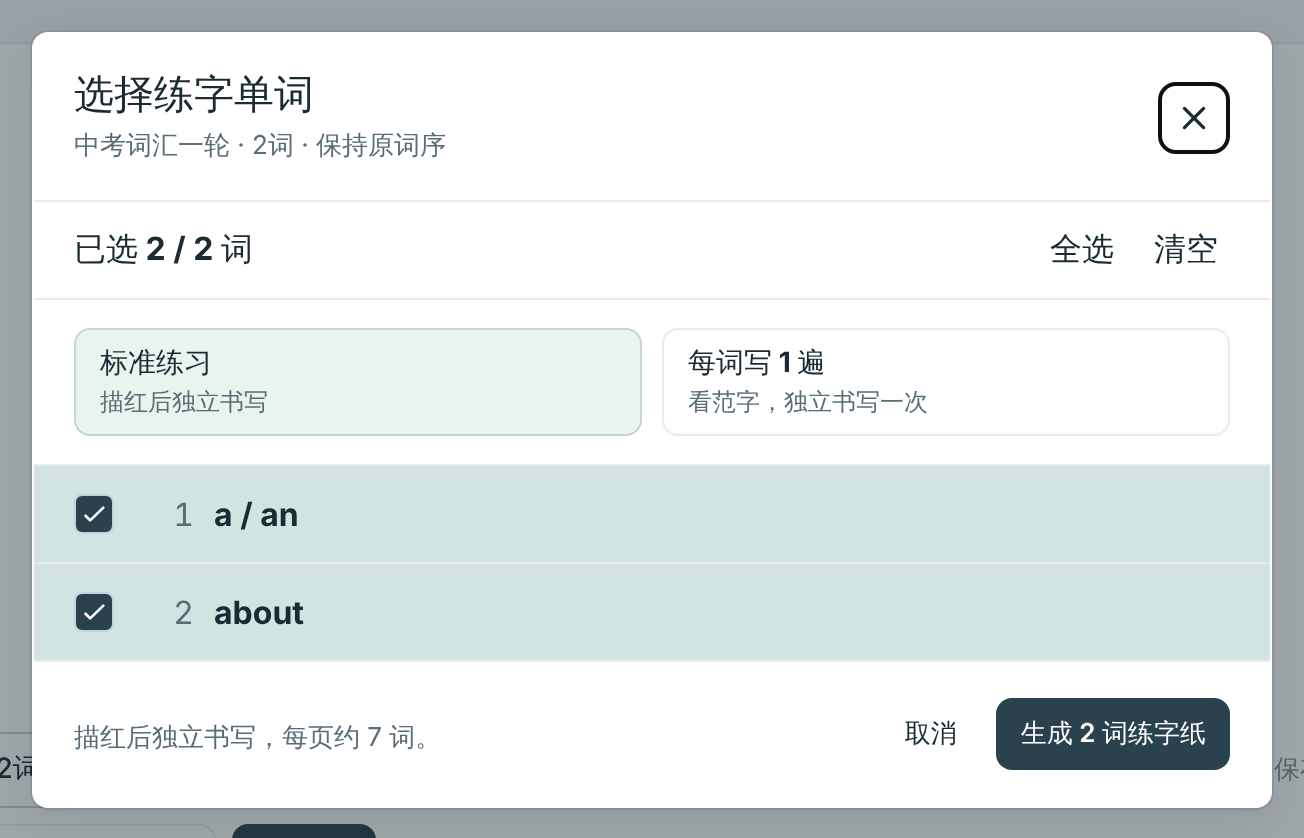 选择练字单词
中考词汇一轮 · 2词 · 保持原词序
已选 2 / 2 词
全选 清空
标准练习
描红后独立书写
每词写 1 遍
看范字，独立书写一次
1 a / an
2 about
描红后独立书写，每页约 7 词。
取消
生成 2 词练字纸
2词
保